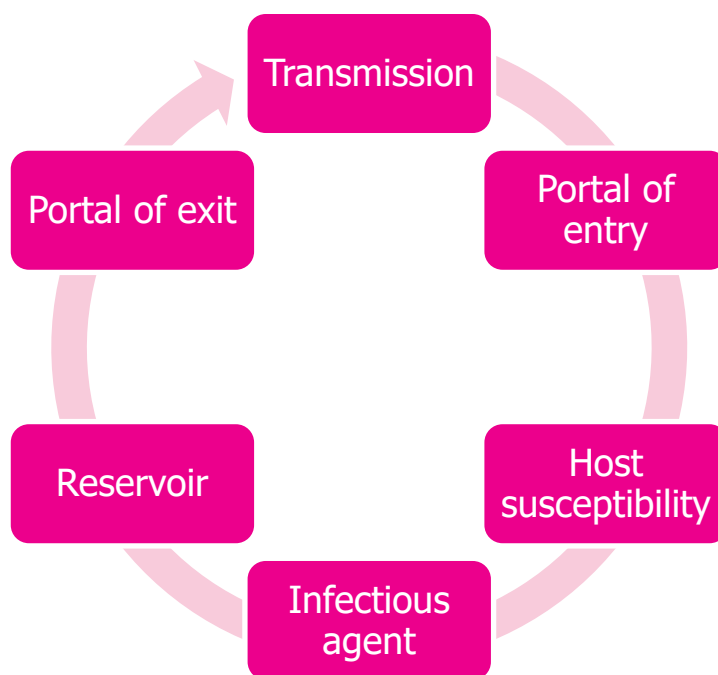 Transmission
Portal of
entry
Host
susceptibility
Infectious
agent
Reservoir
Portal of exit